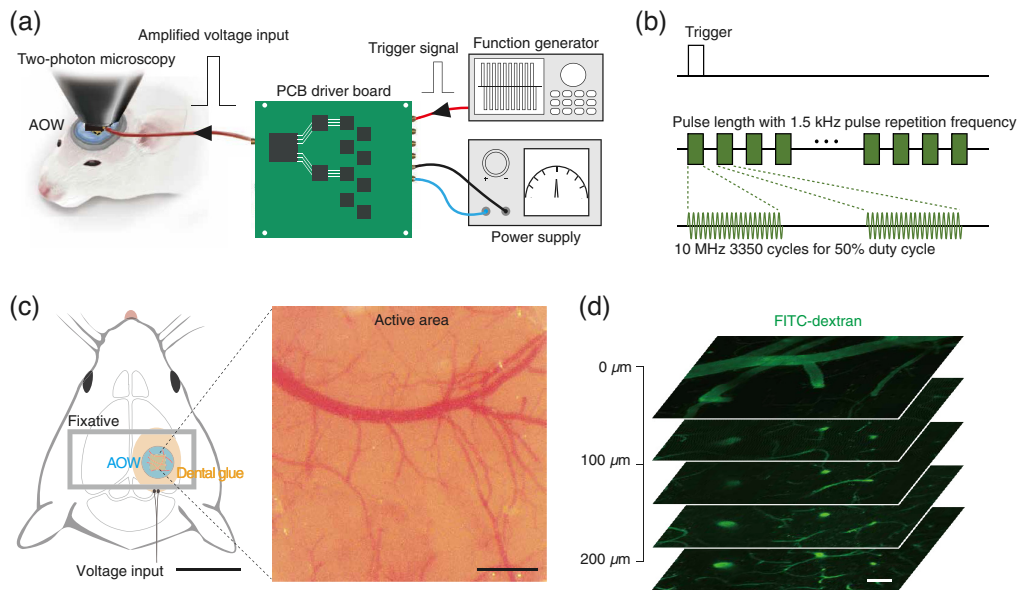 (a)
Amplified voltage input
Two-photon microscopy
AOW
PCB driver board
Trigger signal
Function generator
+ −
Power supply
(b)
Trigger
Pulse length with 1.5 kHz pulse repetition frequency
10 MHz 3350 cycles for 50% duty cycle
(c)
Fixative
AOW
Dental glue
Voltage input
Active area
(d)
FITC-dextran
0 µm
100 µm
200 µm